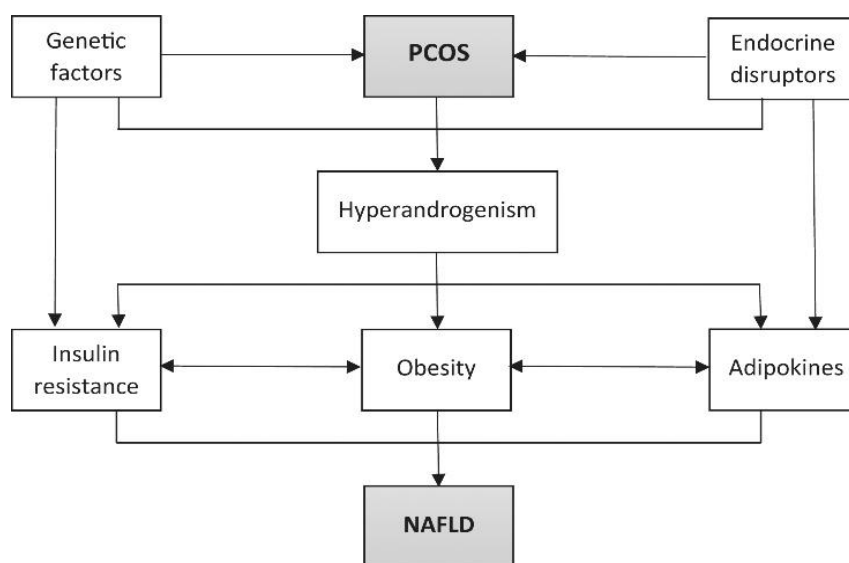 Genetic
factors
PCOS
Endocrine
disruptors
Hyperandrogenism
Insulin
resistance
Obesity
Adipokines
NAFLD